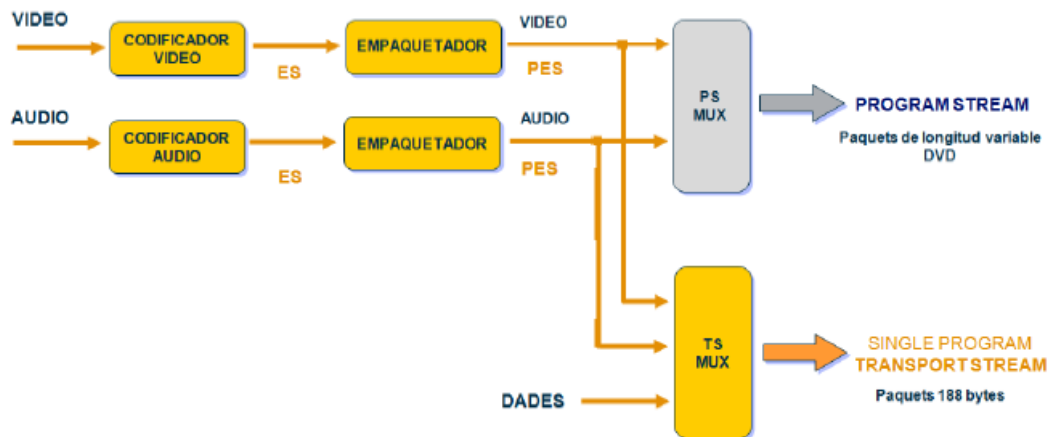 VIDEO
CODIFICADOR
VIDEO
ES
EMPAQUETADOR
VIDEO
PES
AUDIO
CODIFICADOR
AUDIO
ES
EMPAQUETADOR
AUDIO
PES
PS
MUX
PROGRAM STREAM
Paquets de longitud variable
DVD
DADES
TS
MUX
SINGLE PROGRAM
TRANSPORT STREAM
Paquets 188 bytes